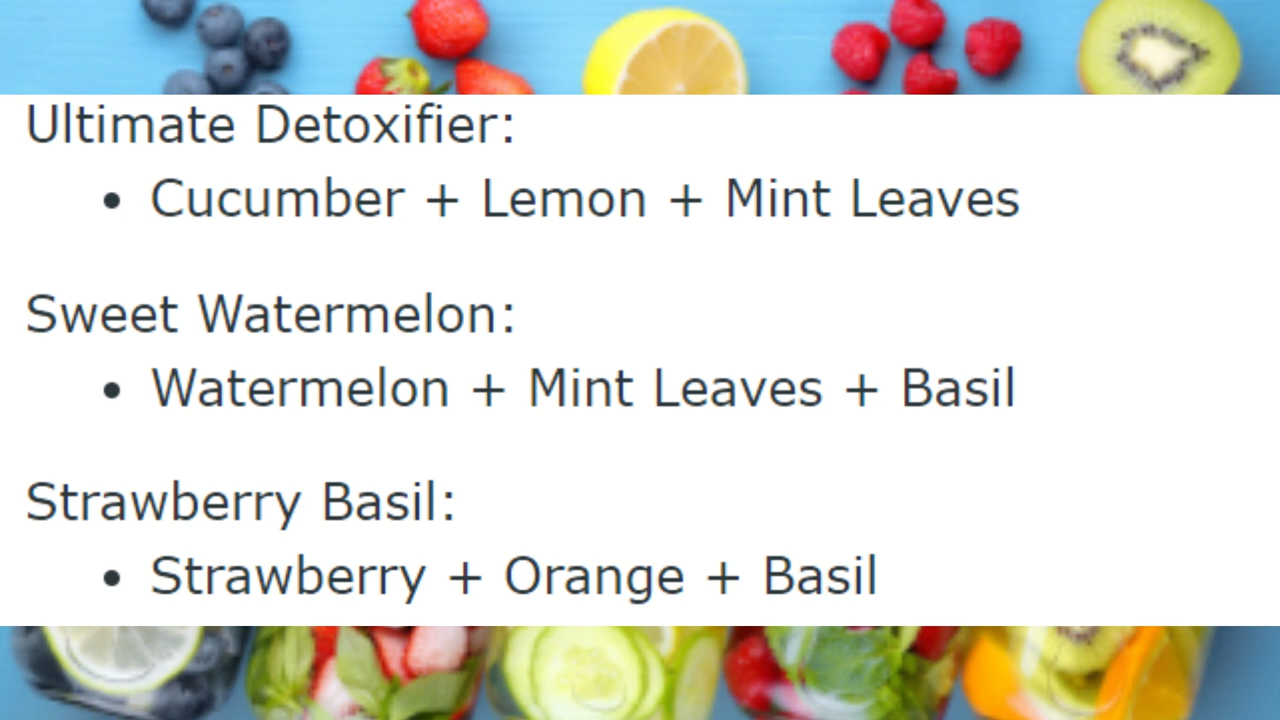 Ultimate Detoxifier:
• Cucumber + Lemon + Mint Leaves
Sweet Watermelon:
• Watermelon + Mint Leaves + Basil
Strawberry Basil:
• Strawberry + Orange + Basil